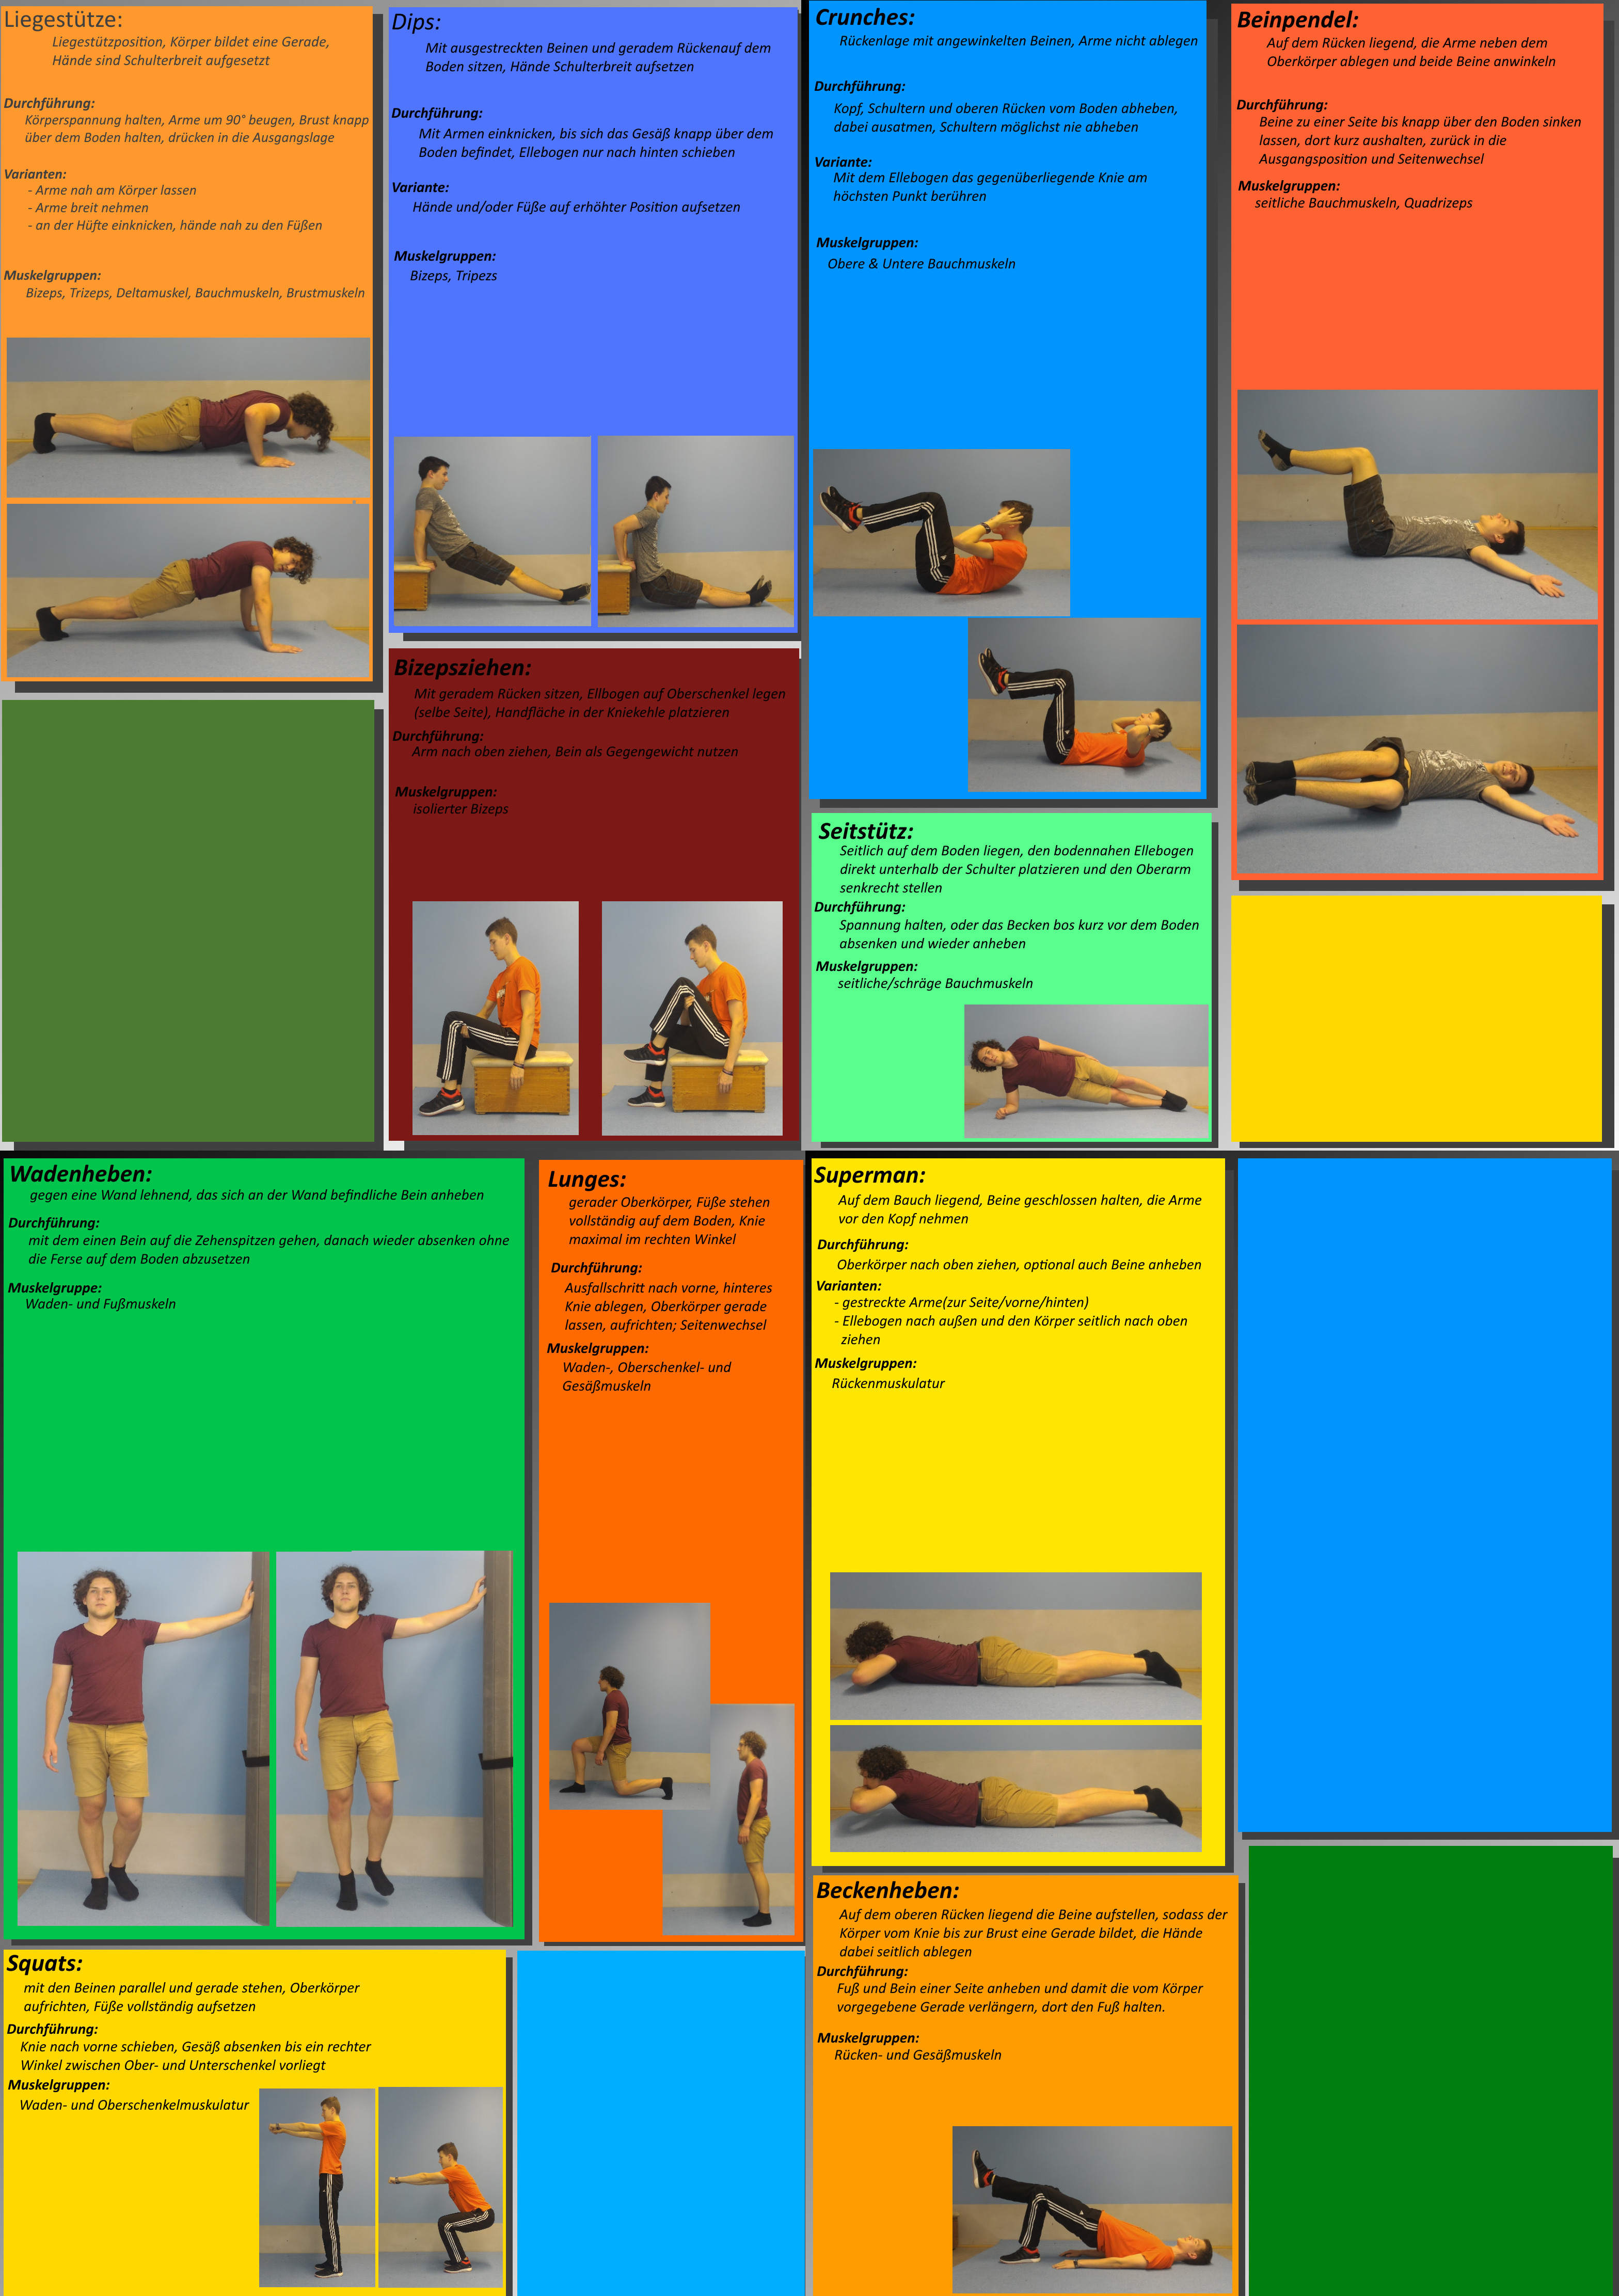 Liegestütze:
Liegestützposition, Körper bildet eine Gerade,
Hände sind Schulterbreit aufgesetzt
Durchführung:
Körperspannung halten, Arme um 90° beugen, Brust knapp
über dem Boden halten, drücken in die Ausgangslage
Varianten:
- Arme nah am Körper lassen
- Arme breit nehmen
- an der Hüfte einknicken, hände nah zu den Füßen
Muskelgruppen:
Bizeps, Trizeps, Deltamuskel, Bauchmuskeln, Brustmuskeln
Dips:
Mit ausgestreckten Beinen und geradem Rückenauf dem
Boden sitzen, Hände Schulterbreit aufsetzen
Durchführung:
Mit Armen einknicken, bis sich das Gesäß knapp über dem
Boden befindet, Ellebogen nur nach hinten schieben
Variante:
Hände und/oder Füße auf erhöhter Position aufsetzen
Muskelgruppen:
Bizeps, Tripezs
Bizepsziehen:
Mit geradem Rücken sitzen, Ellbogen auf Oberschenkel legen
(selbe Seite), Handfläche in der Kniekehle platzieren
Durchführung:
Arm nach oben ziehen, Bein als Gegengewicht nutzen
Muskelgruppen:
isolierter Bizeps
Crunches:
Rückenlage mit angewinkelten Beinen, Arme nicht ablegen
Durchführung:
Kopf, Schultern und oberen Rücken vom Boden abheben,
dabei ausatmen, Schultern möglichst nie abheben
Variante:
Mit dem Ellebogen das gegenüberliegende Knie am
höchsten Punkt berühren
Muskelgruppen:
Obere & Untere Bauchmuskeln
Seitstütz:
Seitlich auf dem Boden liegen, den bodennahen Ellebogen
direkt unterhalb der Schulter platzieren und den Oberarm
senkrecht stellen
Durchführung:
Spannung halten, oder das Becken bos kurz vor dem Boden
absenken und wieder anheben
Muskelgruppen:
seitliche/schräge Bauchmuskeln
Beinpendel:
Auf dem Rücken liegend, die Arme neben dem
Oberkörper ablegen und beide Beine anwinkeln
Durchführung:
Beine zu einer Seite bis knapp über den Boden sinken
lassen, dort kurz aushalten, zurück in die
Ausgangsposition und Seitenwechsel
Muskelgruppen:
seitliche Bauchmuskeln, Quadrizeps
Wadenheben:
gegen eine Wand lehnend, das sich an der Wand befindliche Bein anheben
Durchführung:
mit dem einen Bein auf die Zehenspitzen gehen, danach wieder absenken ohne
die Ferse auf dem Boden abzusetzen
Muskelgruppe:
Waden- und Fußmuskeln
Lunges:
gerader Oberkörper, Füße stehen
vollständig auf dem Boden, Knie
maximal im rechten Winkel
Durchführung:
Ausfallschritt nach vorne, hinteres
Knie ablegen, Oberkörper gerade
lassen, aufrichten; Seitenwechsel
Muskelgruppen:
Waden-, Oberschenkel- und
Gesäßmuskeln
Squats:
mit den Beinen parallel und gerade stehen, Oberkörper
aufrichten, Füße vollständig aufsetzen
Durchführung:
Knie nach vorne schieben, Gesäß absenken bis ein rechter
Winkel zwischen Ober- und Unterschenkel vorliegt
Muskelgruppen:
Waden- und Oberschenkelmuskulatur
Superman:
Auf dem Bauch liegend, Beine geschlossen halten, die Arme
vor den Kopf nehmen
Durchführung:
Oberkörper nach oben ziehen, optional auch Beine anheben
Varianten:
- gestreckte Arme(zur Seite/vorne/hinten)
- Ellebogen nach außen und den Körper seitlich nach oben
ziehen
Muskelgruppen:
Rückenmuskulatur
Beckenheben:
Auf dem oberen Rücken liegend die Beine aufstellen, sodass der
Körper vom Knie bis zur Brust eine Gerade bildet, die Hände
dabei seitlich ablegen
Durchführung:
Fuß und Bein einer Seite anheben und damit die vom Körper
vorgegebene Gerade verlängern, dort den Fuß halten.
Muskelgruppen:
Rücken- und Gesäßmuskeln